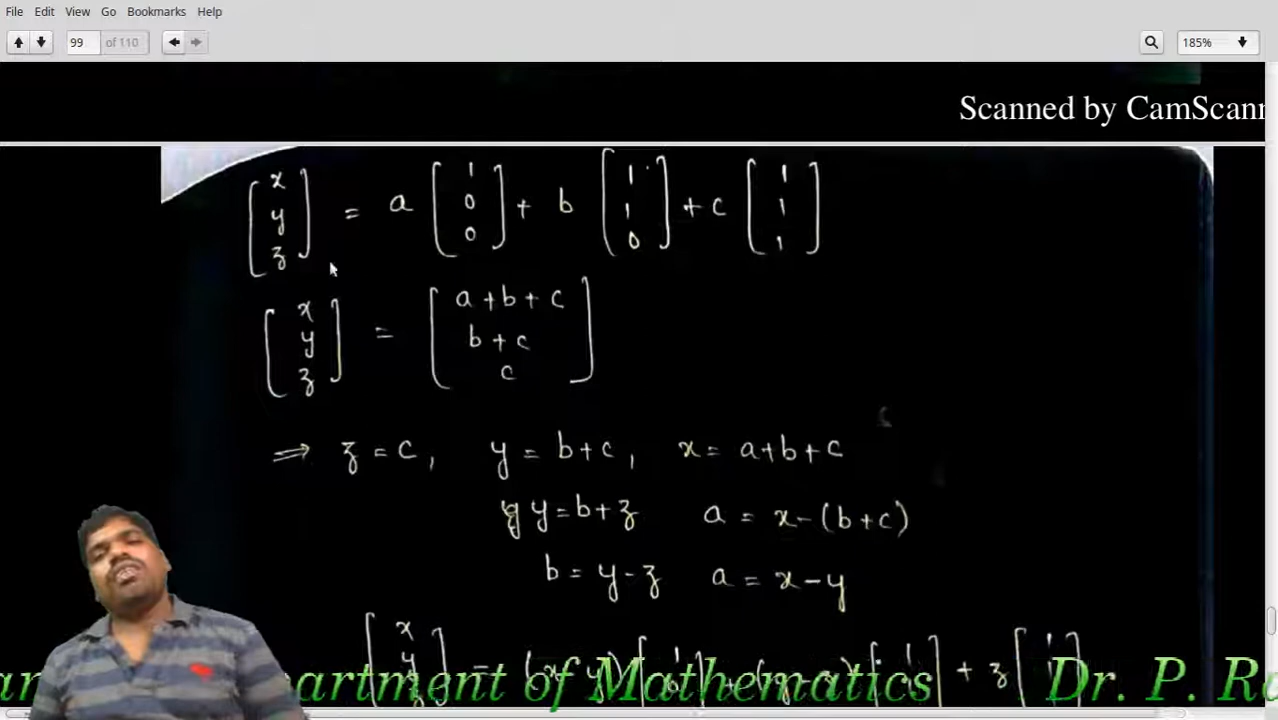 File Edit View Go Bookmarks Help
99 of 110 185%
Scanned by CamScann
[x y z] = a [1 0 0] + b [1 1 0] + c [1 1 1]
[x y z] = [a+b+c b+c c]
⇒ z = c, y = b+c, x = a+b+c
y = b+z a = x-(b+c)
b = y-z a = x-y
artment of Mathematics Dr. P. Ra